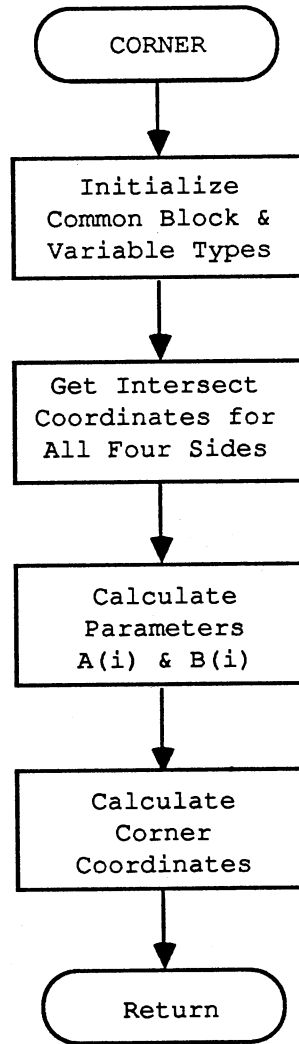 CORNER
Initialize
Common Block &
Variable Types
Get Intersect
Coordinates for
All Four Sides
Calculate
Parameters
A(i) & B(i)
Calculate
Corner
Coordinates
Return